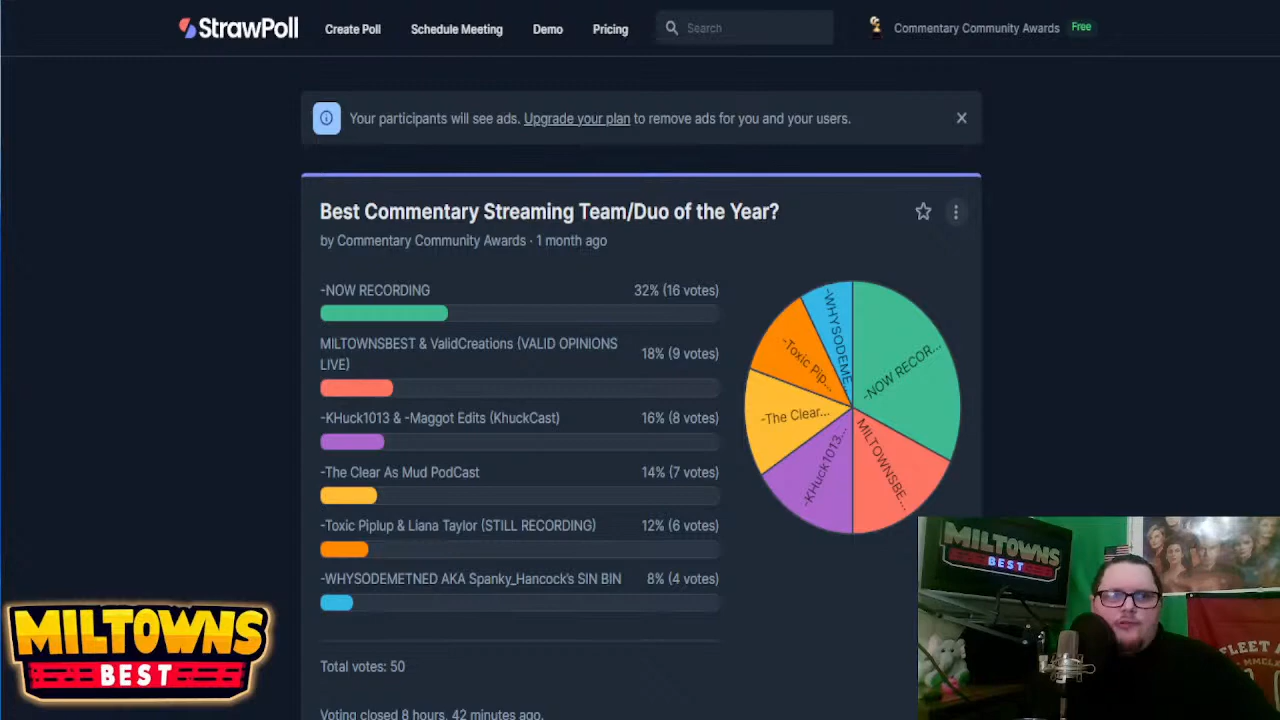 StrawPoll Create Poll Schedule Meeting Demo Pricing Search Commentary Community Awards Free
Your participants will see ads. Upgrade your plan to remove ads for you and your users.
Best Commentary Streaming Team/Duo of the Year?
by Commentary Community Awards · 1 month ago
-NOW RECORDING 32% (16 votes)
MILTOWNSBEST & ValidCreations (VALID OPINIONS
LIVE) 18% (9 votes)
-KHuck1013 & -Maggot Edits (KhuckCast) 16% (8 votes)
-The Clear As Mud PodCast 14% (7 votes)
-Toxic Piplup & Liana Taylor (STILL RECORDING) 12% (6 votes)
-WHYSODEMETNED AKA Spanky_Hancock's SIN BIN 8% (4 votes)
Total votes: 50
Voting closed 8 hours, 42 minutes ago.
-WHYSODEME...
-NOW RECOR...
-Toxic Pip...
-The Clear...
-KHuck1013...
MILTOWNSBE...
MILTOWNS
BEST
MILTOWNS
BEST